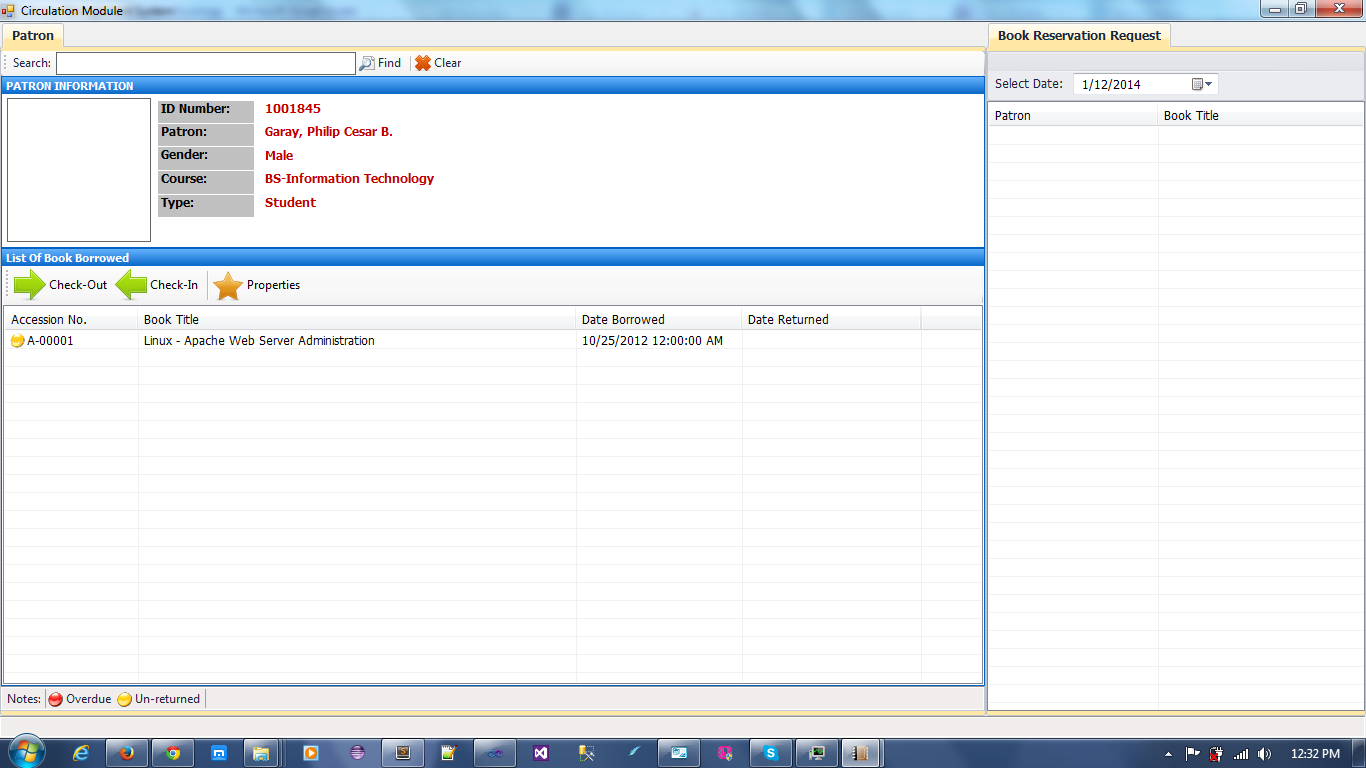 Circulation Module
Patron
Search: Find Clear
PATRON INFORMATION
ID Number: 1001845
Patron: Garay, Philip Cesar B.
Gender: Male
Course: BS-Information Technology
Type: Student
List Of Book Borrowed
Check-Out Check-In Properties
Accession No. Book Title Date Borrowed Date Returned
A-00001 Linux - Apache Web Server Administration 10/25/2012 12:00:00 AM
Notes: Overdue Un-returned
Book Reservation Request
Select Date: 1/12/2014
Patron Book Title
12:32 PM